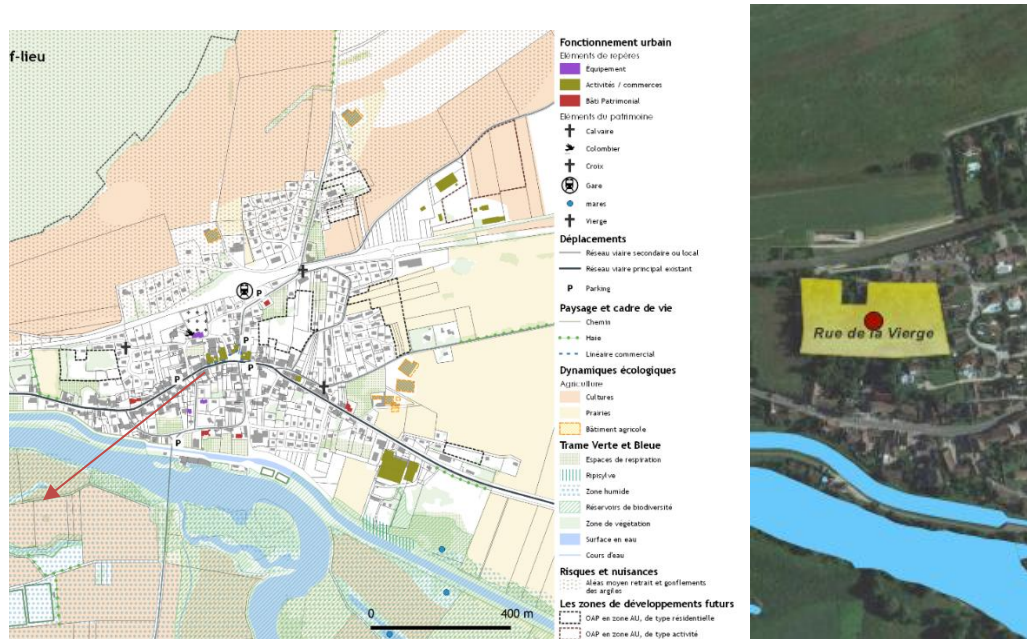 f-lieu
P
P
P
P
P
0 400 m
Fonctionnement urbain
Eléments de repères
Equipement
Activités / commerces
Bâti Patrimonial
Eléments du patrimoine
Calvaire
Colombier
Croix
Gare
mares
Vierge
Déplacements
Réseau viaire secondaire ou local
Réseau viaire principal existant
P Parking
Paysage et cadre de vie
Chemin
Haie
Linéaire commercial
Dynamiques écologiques
Agriculture
Cultures
Prairies
Bâtiment agricole
Trame Verte et Bleue
Espaces de respiration
Ripisylve
Zone humide
Réservoirs de biodiversité
Zone de végétation
Surface en eau
Cours d'eau
Risques et nuisances
Aléas moyen retrait et gonflements
des argiles
Les zones de développements futurs
OAP en zone AU, de type résidentielle
OAP en zone AU, de type activité
Rue de la Vierge